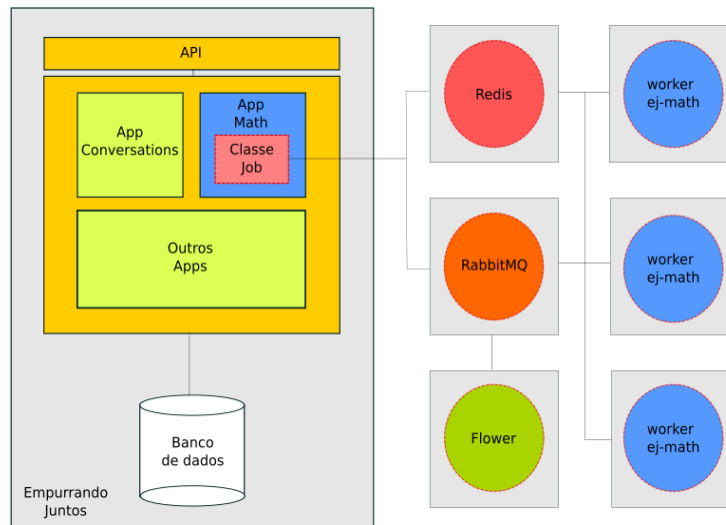 API
App
Conversations
App
Math
Classe
Job
Outros
Apps
Banco
de dados
Empurrando
Juntos
Redis
worker
ej-math
RabbitMQ
worker
ej-math
Flower
worker
ej-math